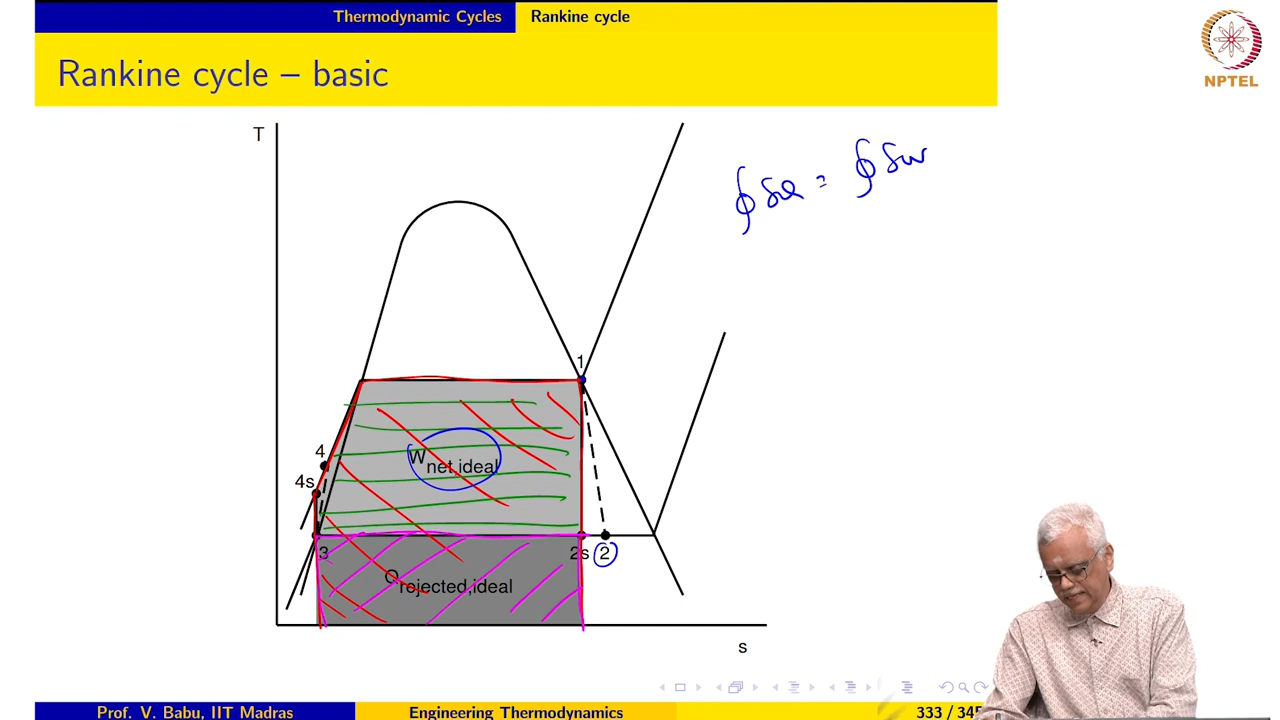 Thermodynamic Cycles Rankine cycle
Rankine cycle – basic
NPTEL
T
∮δQ = ∮δW
1
4
W net,ideal
4s
3
2s
2
Q rejected,ideal
s
Prof. V. Babu, IIT Madras Engineering Thermodynamics 333 / 345